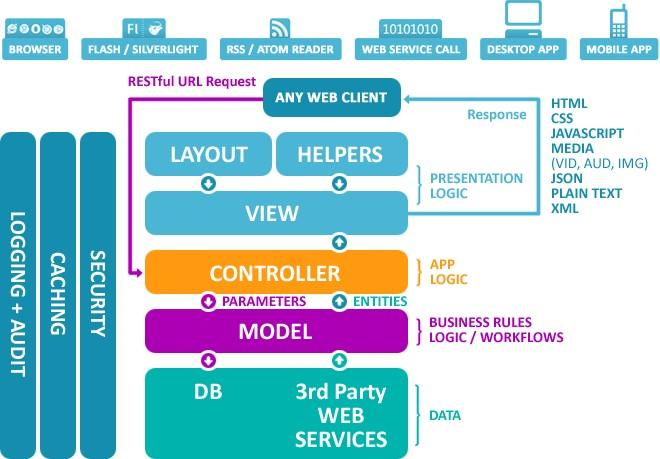 Fl
10101010
BROWSER
FLASH / SILVERLIGHT
RSS / ATOM READER
WEB SERVICE CALL
DESKTOP APP
MOBILE APP
RESTful URL Request
ANY WEB CLIENT
Response
HTML
CSS
JAVASCRIPT
MEDIA
(VID, AUD, IMG)
JSON
PLAIN TEXT
XML
LOGGING + AUDIT
CACHING
SECURITY
LAYOUT
HELPERS
PRESENTATION
LOGIC
VIEW
CONTROLLER
APP
LOGIC
PARAMETERS
ENTITIES
MODEL
BUSINESS RULES
LOGIC / WORKFLOWS
DB
3rd Party
WEB
SERVICES
DATA